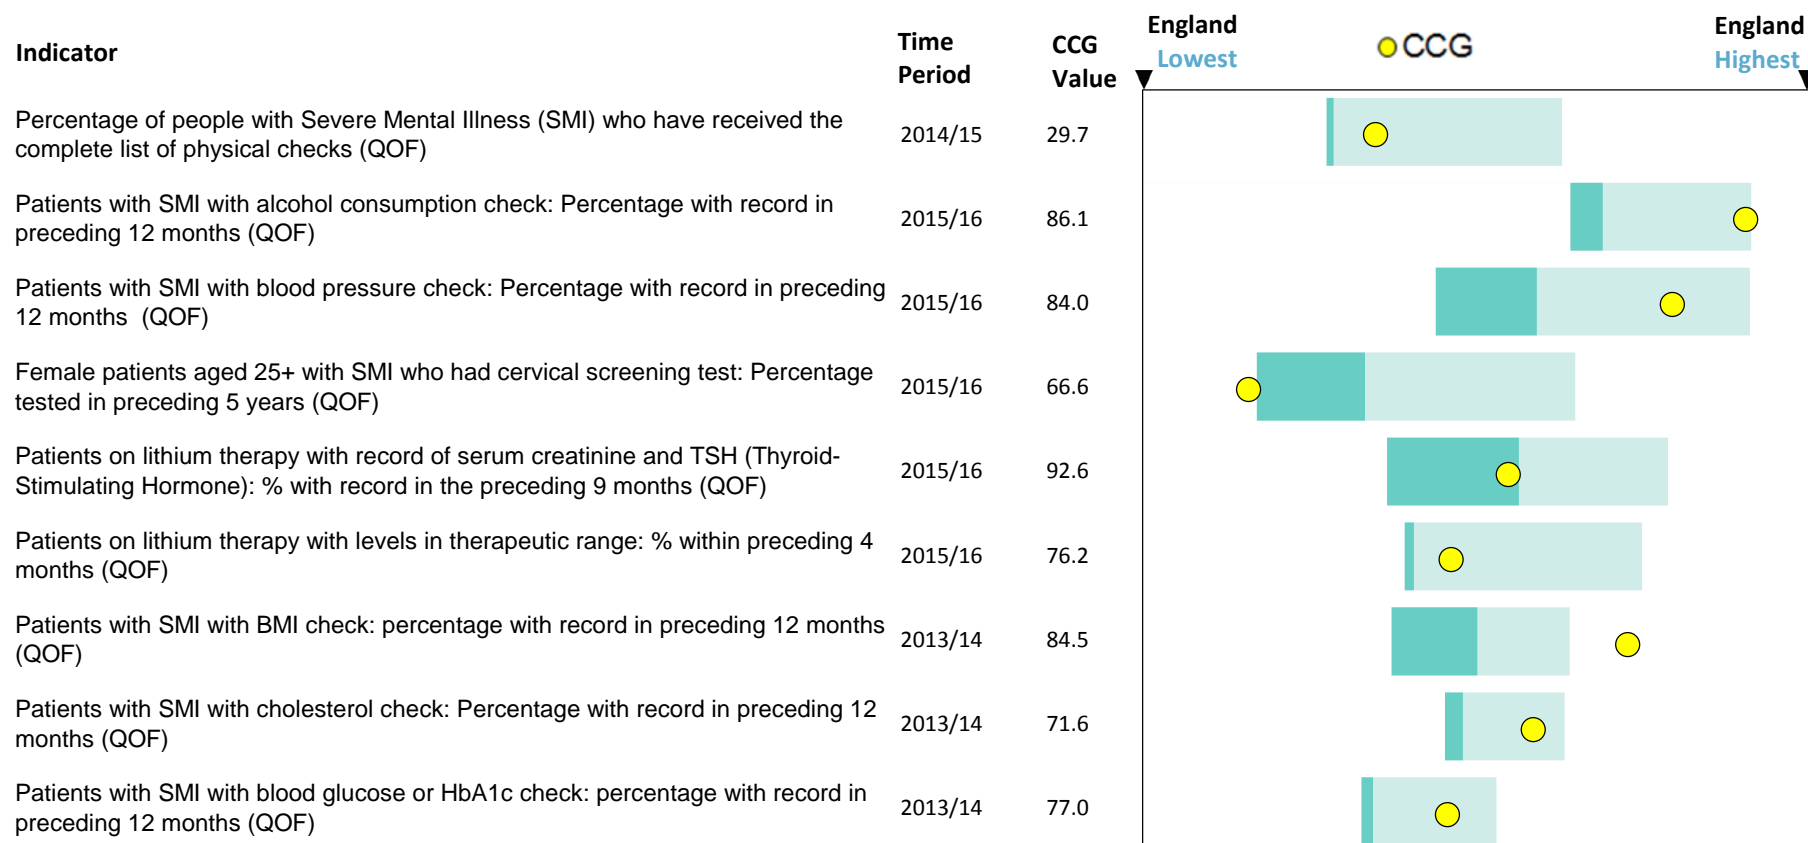 Indicator
Time
Period
CCG
Value
England
Lowest
CCG
England
Highest
Percentage of people with Severe Mental Illness (SMI) who have received the
complete list of physical checks (QOF)
2014/15
29.7
Patients with SMI with alcohol consumption check: Percentage with record in
preceding 12 months (QOF)
2015/16
86.1
Patients with SMI with blood pressure check: Percentage with record in preceding
12 months  (QOF)
2015/16
84.0
Female patients aged 25+ with SMI who had cervical screening test: Percentage
tested in preceding 5 years (QOF)
2015/16
66.6
Patients on lithium therapy with record of serum creatinine and TSH (Thyroid-
Stimulating Hormone): % with record in the preceding 9 months (QOF)
2015/16
92.6
Patients on lithium therapy with levels in therapeutic range: % within preceding 4
months (QOF)
2015/16
76.2
Patients with SMI with BMI check: percentage with record in preceding 12 months
(QOF)
2013/14
84.5
Patients with SMI with cholesterol check: Percentage with record in preceding 12
months (QOF)
2013/14
71.6
Patients with SMI with blood glucose or HbA1c check: percentage with record in
preceding 12 months (QOF)
2013/14
77.0